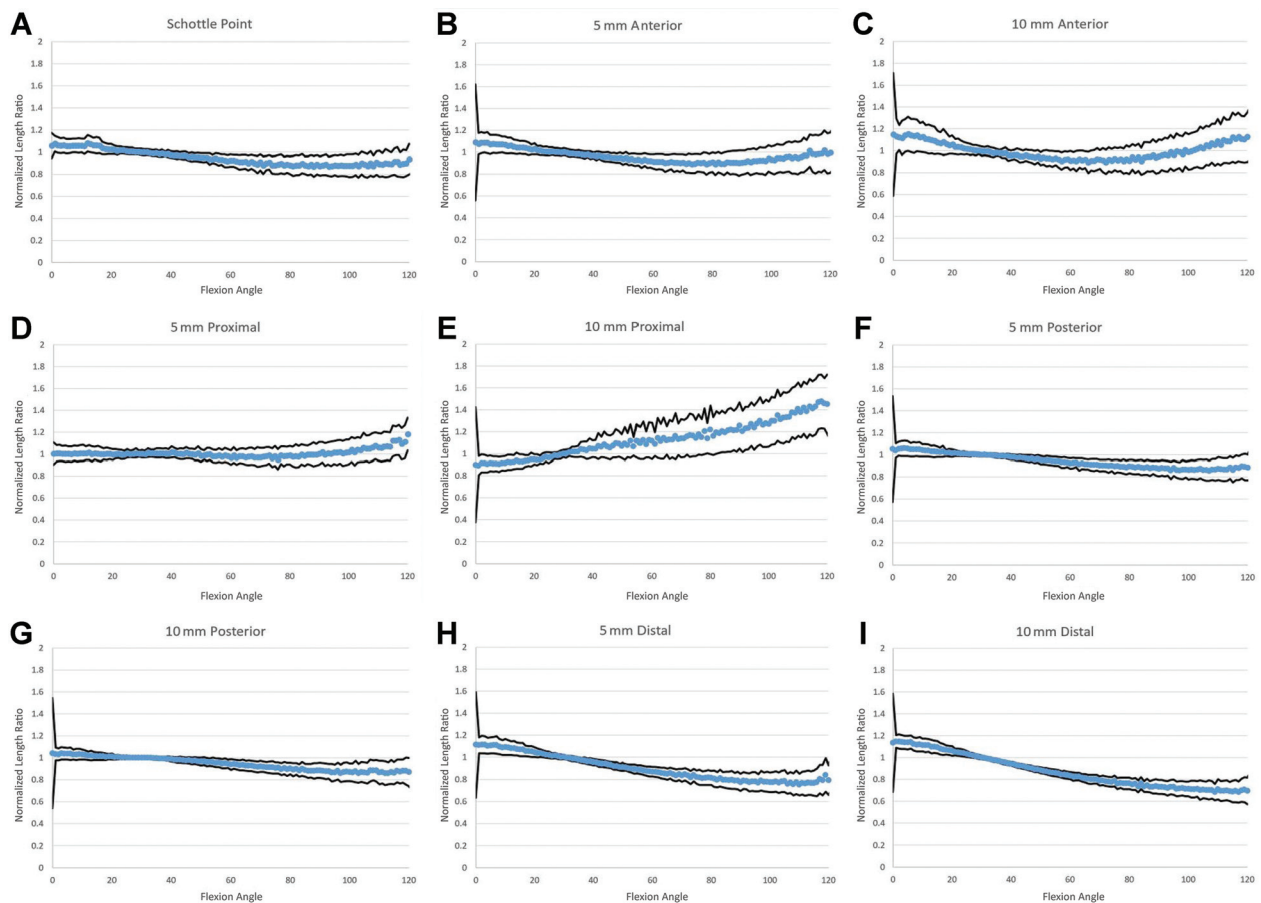 A
Schottle Point
Normalized Length Ratio
2
1.8
1.6
1.4
1.2
1
0.8
0.6
0.4
0.2
0
0 20 40 60 80 100 120
Flexion Angle
B
5 mm Anterior
Normalized Length Ratio
2
1.8
1.6
1.4
1.2
1
0.8
0.6
0.4
0.2
0
0 20 40 60 80 100 120
Flexion Angle
C
10 mm Anterior
Normalized Length Ratio
2
1.8
1.6
1.4
1.2
1
0.8
0.6
0.4
0.2
0
0 20 40 60 80 100 120
Flexion Angle
D
5 mm Proximal
Normalized Length Ratio
2
1.8
1.6
1.4
1.2
1
0.8
0.6
0.4
0.2
0
0 20 40 60 80 100 120
Flexion Angle
E
10 mm Proximal
Normalized Length Ratio
2
1.8
1.6
1.4
1.2
1
0.8
0.6
0.4
0.2
0
0 20 40 60 80 100 120
Flexion Angle
F
5 mm Posterior
Normalized Length Ratio
2
1.8
1.6
1.4
1.2
1
0.8
0.6
0.4
0.2
0
0 20 40 60 80 100 120
Flexion Angle
G
10 mm Posterior
Normalized Length Ratio
2
1.8
1.6
1.4
1.2
1
0.8
0.6
0.4
0.2
0
0 20 40 60 80 100 120
Flexion Angle
H
5 mm Distal
Normalized Length Ratio
2
1.8
1.6
1.4
1.2
1
0.8
0.6
0.4
0.2
0
0 20 40 60 80 100 120
Flexion Angle
I
10 mm Distal
Normalized Length Ratio
2
1.8
1.6
1.4
1.2
1
0.8
0.6
0.4
0.2
0
0 20 40 60 80 100 120
Flexion Angle